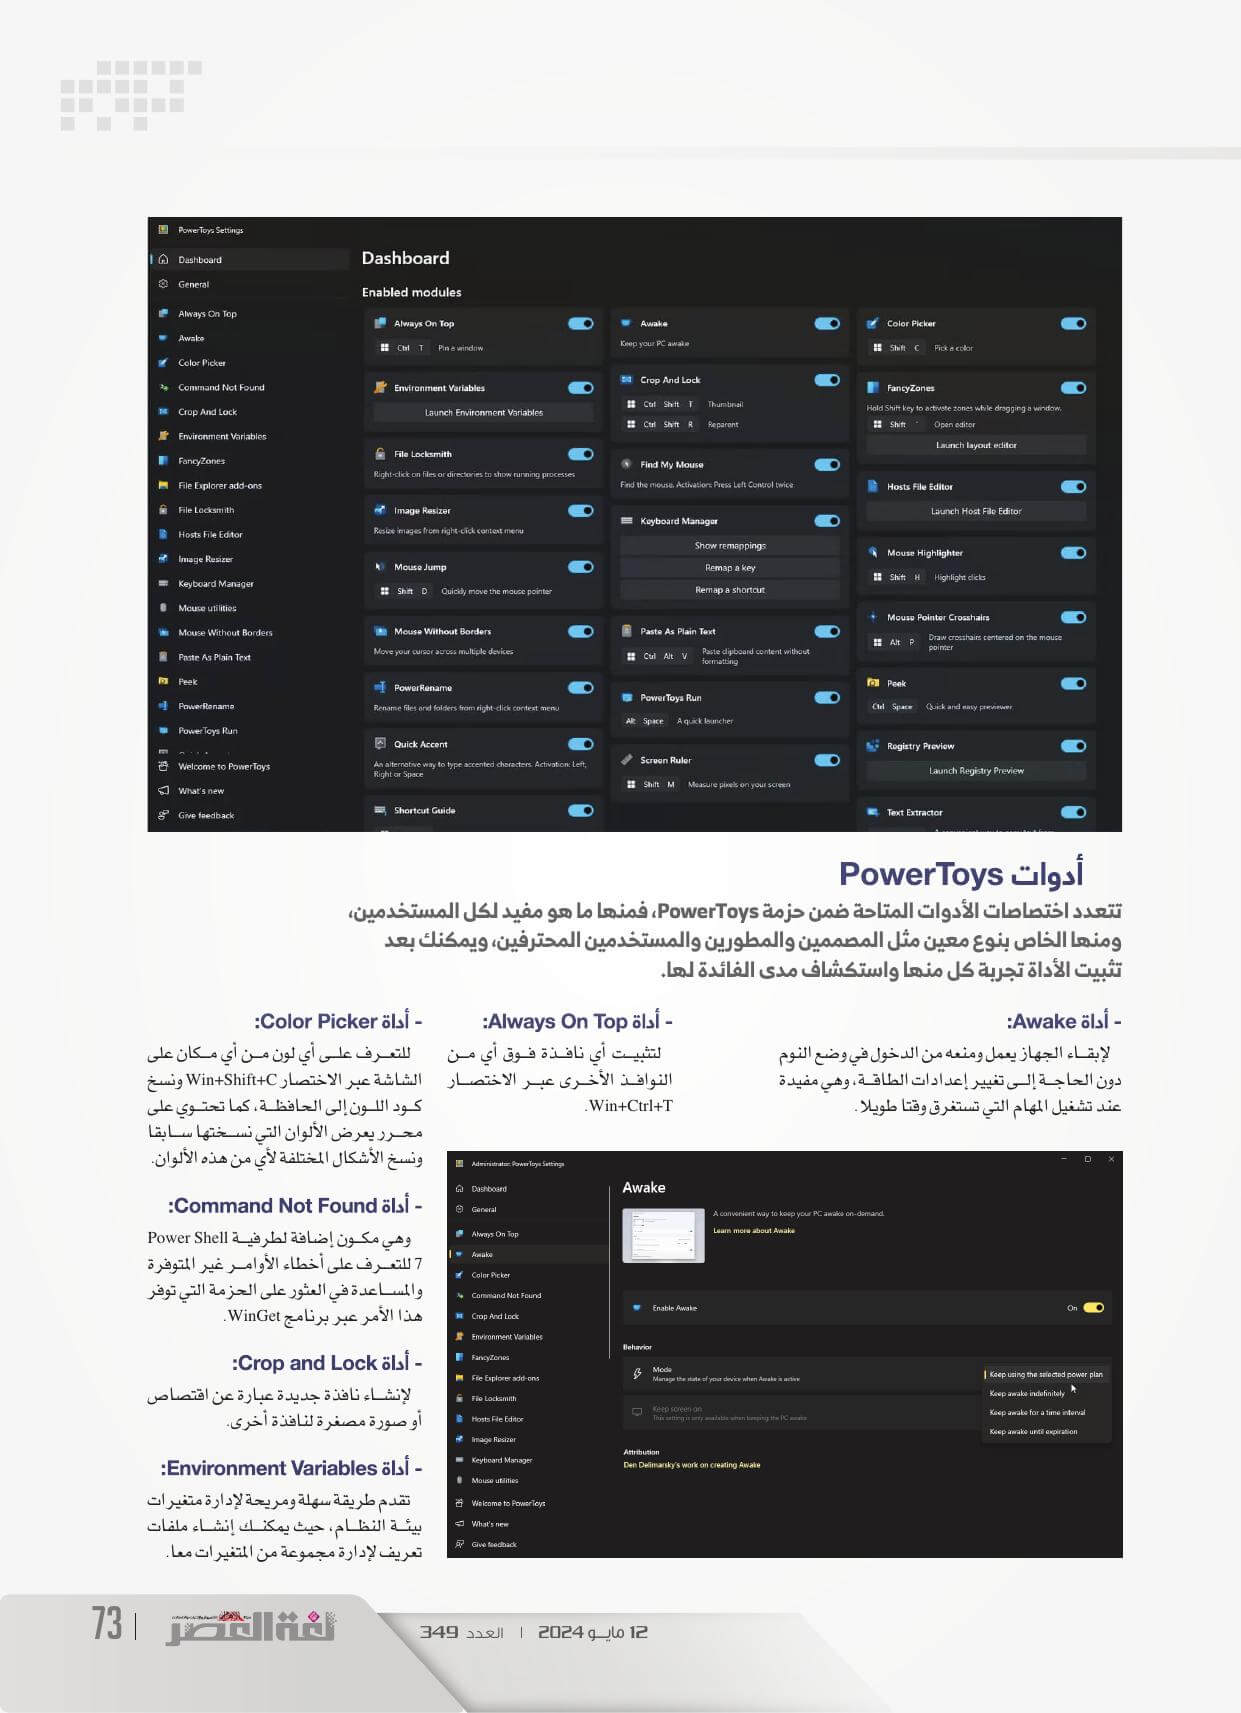 PowerToys Settings
Dashboard
General
Always On Top
Awake
Color Picker
Command Not Found
Crop And Lock
Environment Variables
FancyZones
File Explorer add-ons
File Locksmith
Hosts File Editor
Image Resizer
Keyboard Manager
Mouse utilities
Mouse Without Borders
Paste As Plain Text
Peek
PowerRename
PowerToys Run
Welcome to PowerToys
What's new
Give feedback
Dashboard
Enabled modules
Always On Top
Ctrl T Pin a window
Environment Variables
Launch Environment Variables
File Locksmith
Right-click on files or directories to show running processes
Image Resizer
Resize images from right-click context menu
Mouse Jump
Shift D Quickly move the mouse pointer
Mouse Without Borders
Move your cursor across multiple devices
PowerRename
Rename files and folders from right-click context menu
Quick Accent
An alternative way to type accented characters. Activation: Left,
Right or Space
Shortcut Guide
Awake
Keep your PC awake
Crop And Lock
Ctrl Shift T Thumbnail
Ctrl Shift R Reparent
Find My Mouse
Find the mouse. Activation: Press Left Control twice
Keyboard Manager
Show remappings
Remap a key
Remap a shortcut
Paste As Plain Text
Ctrl Alt V Paste clipboard content without
formatting
PowerToys Run
Alt Space A quick launcher
Screen Ruler
Shift M Measure pixels on your screen
Color Picker
Shift C Pick a color
FancyZones
Hold Shift key to activate zones while dragging a window.
Shift ` Open editor
Launch layout editor
Hosts File Editor
Launch Host File Editor
Mouse Highlighter
Shift H Highlight clicks
Mouse Pointer Crosshairs
Alt P Draw crosshairs centered on the mouse
pointer
Peek
Ctrl Space Quick and easy previewer
Registry Preview
Launch Registry Preview
Text Extractor
أدوات PowerToys
تتعدد اختصاصات الأدوات المتاحة ضمن حزمة PowerToys، فمنها ما هو مفيد لكل المستخدمين،
ومنها الخاص بنوع معين مثل المصممين والمطورين والمستخدمين المحترفين، ويمكنك بعد
تثبيت الأداة تجربة كل منها واستكشاف مدى الفائدة لها.
- أداة Awake:
لإبقاء الجهاز يعمل ومنعه من الدخول في وضع النوم
دون الحاجة إلى تغيير إعدادات الطاقة، وهي مفيدة
عند تشغيل المهام التي تستغرق وقتا طويلا.
- أداة Always On Top:
لتثبيت أي نافذة فوق أي من
النوافذ الأخرى عبر الاختصار
Win+Ctrl+T.
- أداة Color Picker:
للتعرف على أي لون من أي مكان على
الشاشة عبر الاختصار Win+Shift+C ونسخ
كود اللون إلى الحافظة، كما تحتوي على
محرر يعرض الألوان التي نسختها سابقا
ونسخ الأشكال المختلفة لأي من هذه الألوان.
- أداة Command Not Found:
وهي مكون إضافة لطرفية Power Shell
7 للتعرف على أخطاء الأوامر غير المتوفرة
والمساعدة في العثور على الحزمة التي توفر
هذا الأمر عبر برنامج WinGet.
- أداة Crop and Lock:
لإنشاء نافذة جديدة عبارة عن اقتصاص
أو صورة مصغرة لنافذة أخرى.
- أداة Environment Variables:
تقدم طريقة سهلة ومريحة لإدارة متغيرات
بيئة النظام، حيث يمكنك إنشاء ملفات
تعريف لإدارة مجموعة من المتغيرات معا.
Administrator: PowerToys Settings
Dashboard
General
Always On Top
Awake
Color Picker
Command Not Found
Crop And Lock
Environment Variables
FancyZones
File Explorer add-ons
File Locksmith
Hosts File Editor
Image Resizer
Keyboard Manager
Mouse utilities
Welcome to PowerToys
What's new
Give feedback
Awake
A convenient way to keep your PC awake on-demand.
Learn more about Awake
Enable Awake
On
Behavior
Mode
Manage the state of your device when Awake is active
Keep screen on
This setting is only available when keeping the PC awake
Keep using the selected power plan
Keep awake indefinitely
Keep awake for a time interval
Keep awake until expiration
Attribution
Den Delimarsky's work on creating Awake
12 مايو 2024 | العدد 349
لغة العصر
73